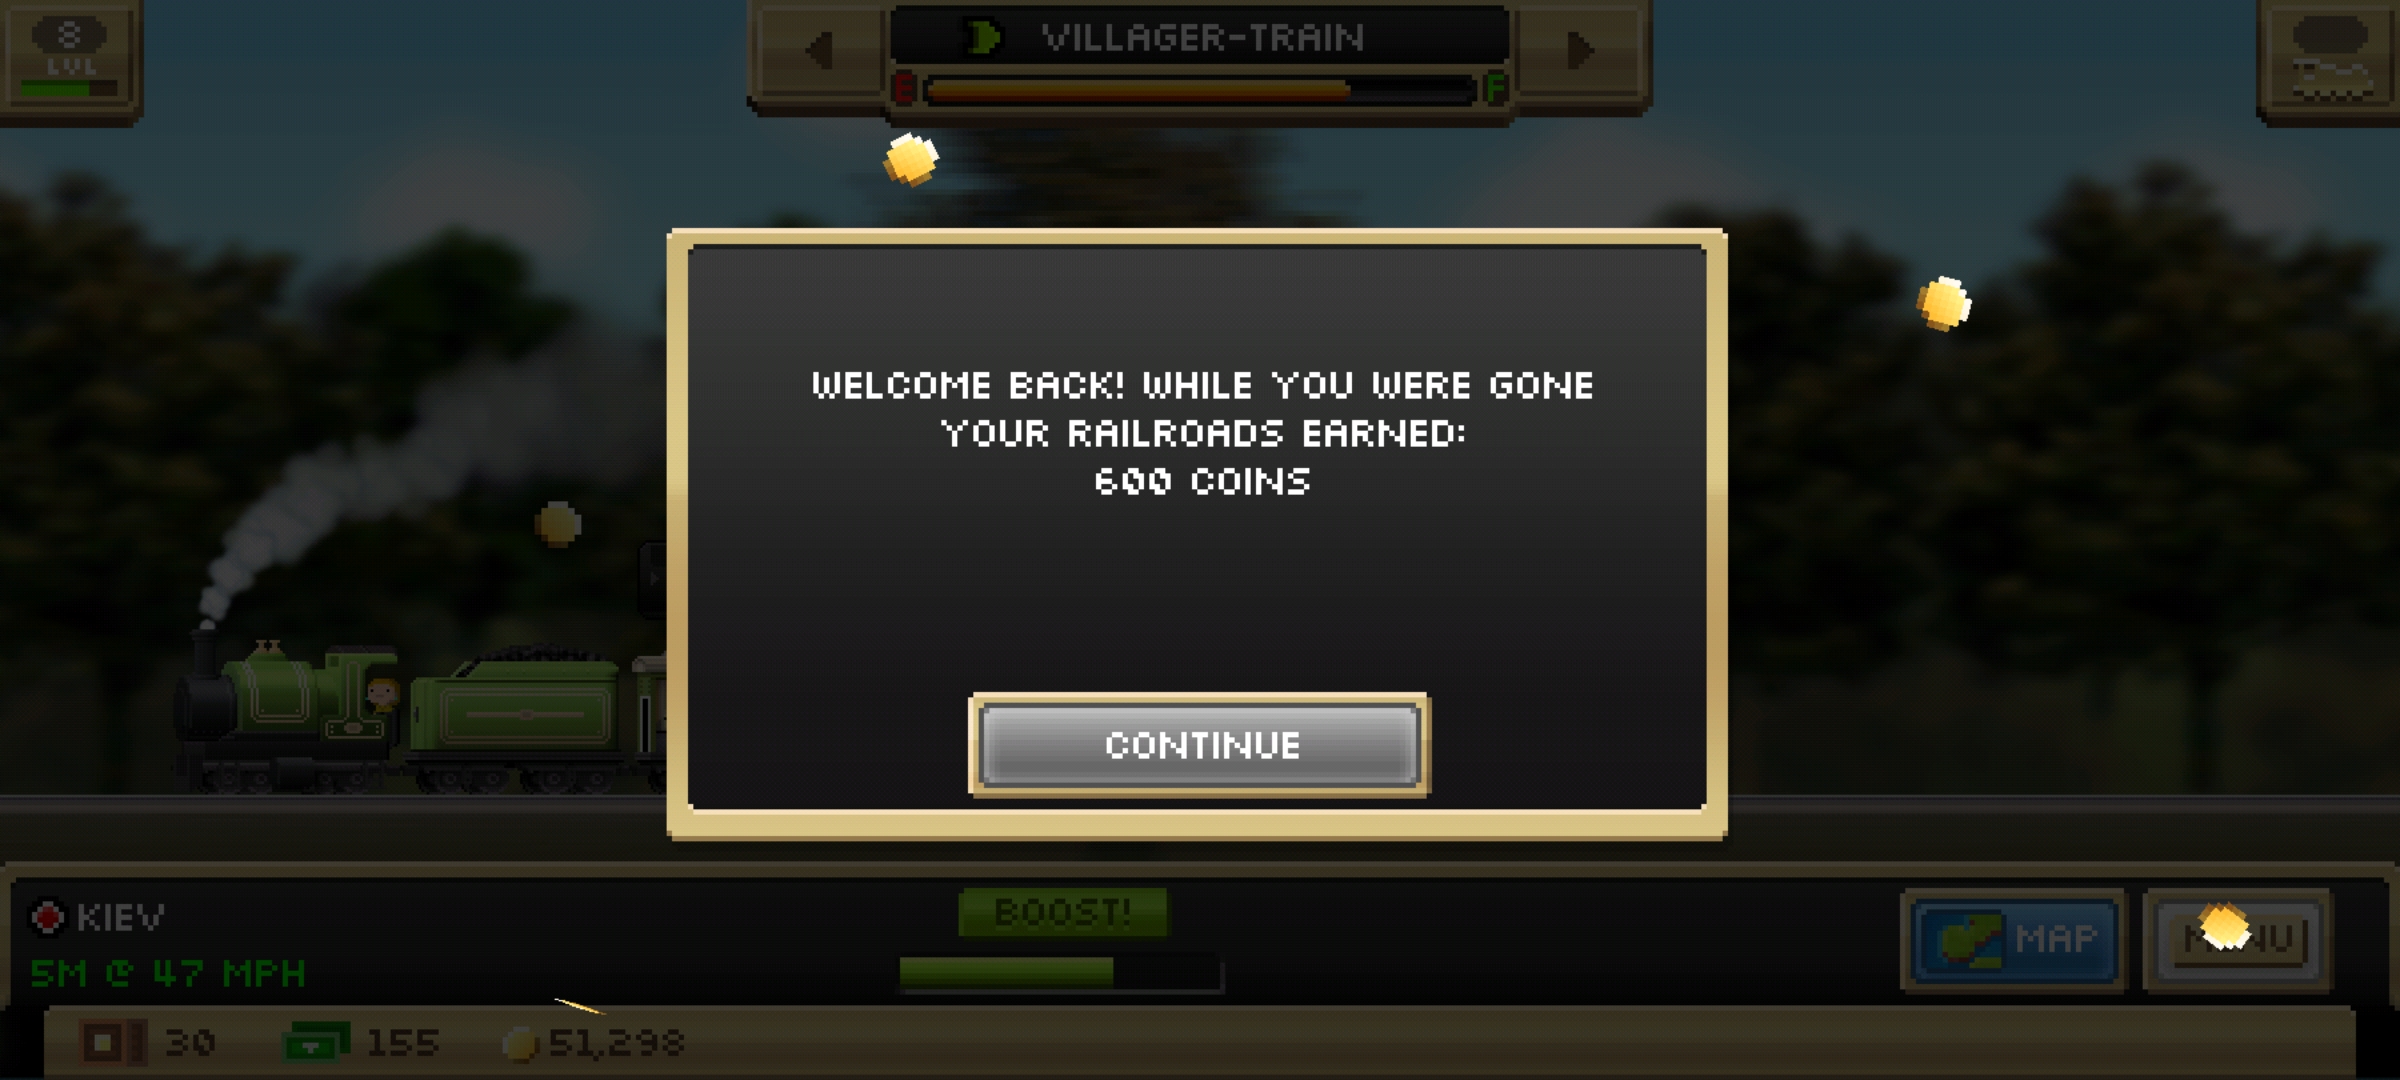 8
LVL
VILLAGER-TRAIN
E F
WELCOME BACK! WHILE YOU WERE GONE
YOUR RAILROADS EARNED:
600 COINS
CONTINUE
KIEV
5M @ 47 MPH
BOOST!
MAP
30 155 51,298